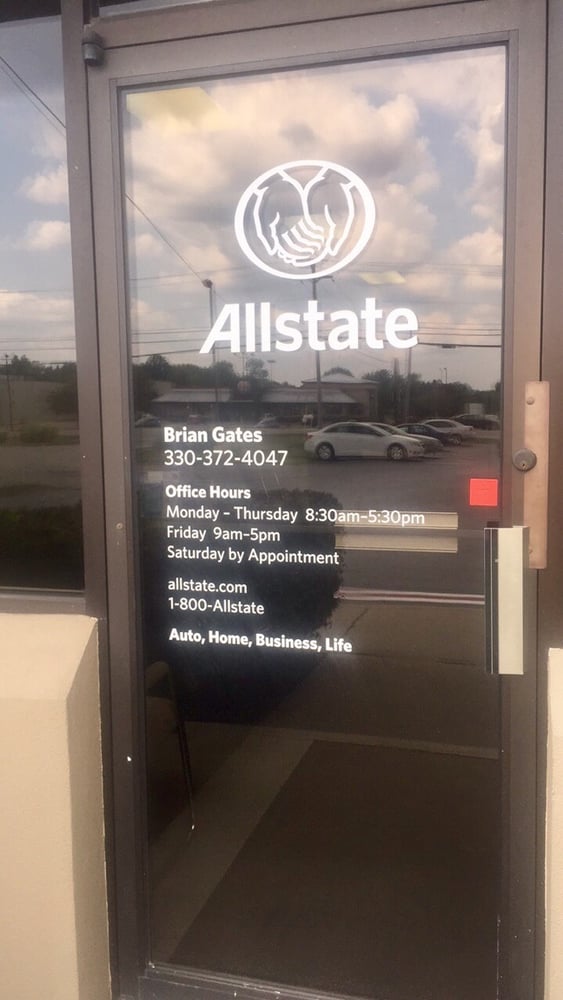 Allstate
Brian Gates
330-372-4047
Office Hours
Monday – Thursday 8:30am–5:30pm
Friday 9am–5pm
Saturday by Appointment
allstate.com
1-800-Allstate
Auto, Home, Business, Life